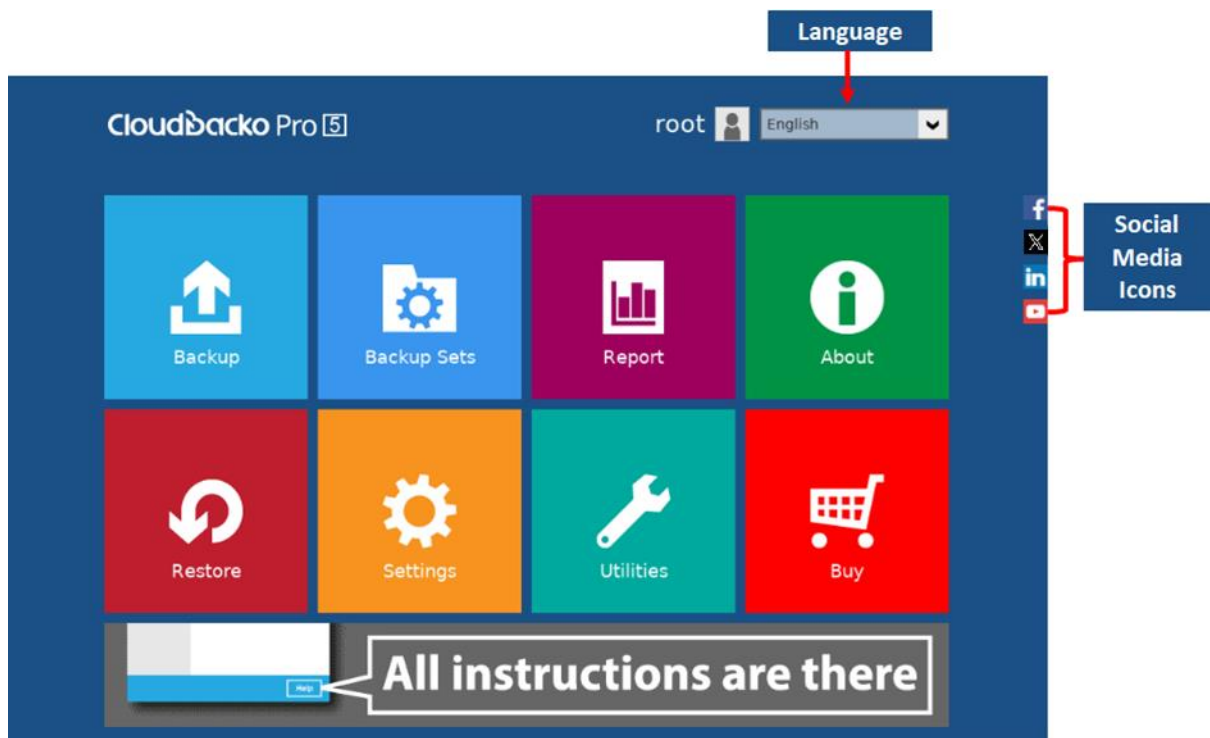 Language
CloudBacko Pro 5
root
English
Social
Media
Icons
Backup
Backup Sets
Report
About
Restore
Settings
Utilities
Buy
Help
All instructions are there